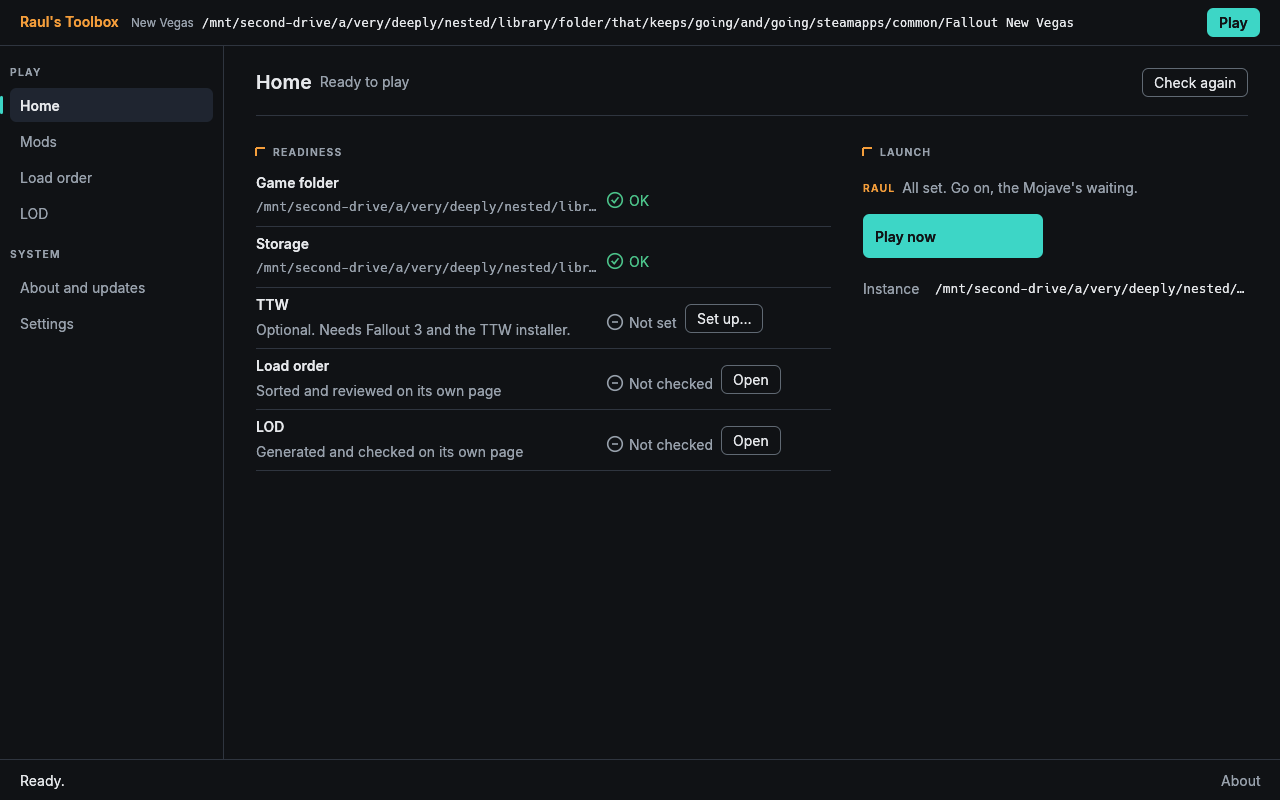 Raul's Toolbox New Vegas /mnt/second-drive/a/very/deeply/nested/library/folder/that/keeps/going/and/going/steamapps/common/Fallout New Vegas Play
PLAY
Home
Mods
Load order
LOD
SYSTEM
About and updates
Settings
Home Ready to play Check again
READINESS
Game folder
/mnt/second-drive/a/very/deeply/nested/libr… OK
Storage
/mnt/second-drive/a/very/deeply/nested/libr… OK
TTW
Optional. Needs Fallout 3 and the TTW installer. Not set Set up...
Load order
Sorted and reviewed on its own page Not checked Open
LOD
Generated and checked on its own page Not checked Open
LAUNCH
RAUL All set. Go on, the Mojave's waiting.
Play now
Instance /mnt/second-drive/a/very/deeply/nested/…
Ready. About